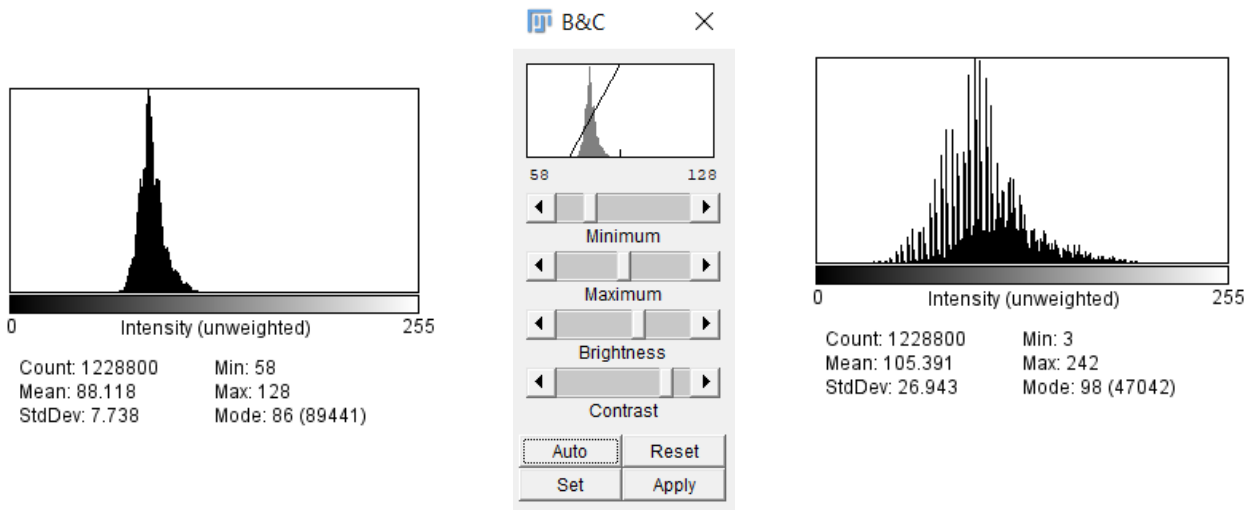 0 Intensity (unweighted) 255
Count: 1228800 Min: 58
Mean: 88.118 Max: 128
StdDev: 7.738 Mode: 86 (89441)
B&C
58 128
Minimum
Maximum
Brightness
Contrast
Auto Reset
Set Apply
0 Intensity (unweighted) 255
Count: 1228800 Min: 3
Mean: 105.391 Max: 242
StdDev: 26.943 Mode: 98 (47042)